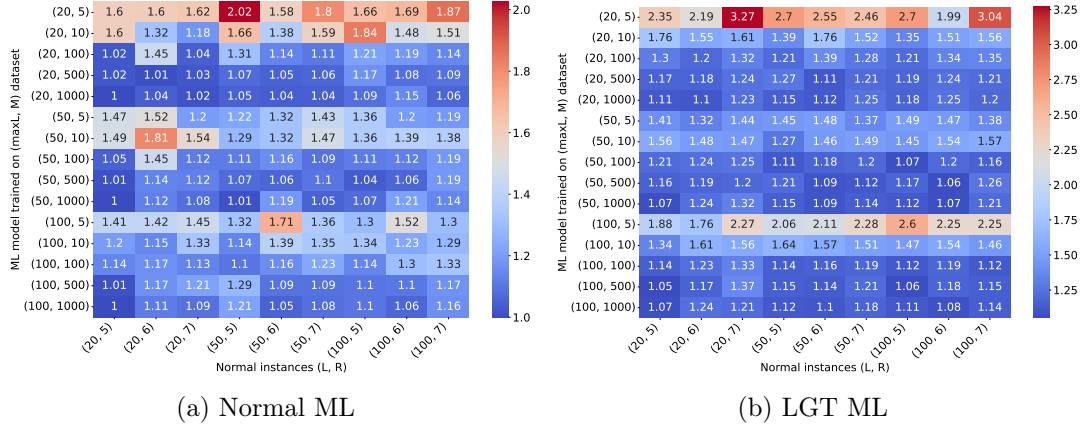 ML model trained on (maxL, M) dataset
(20, 5) 1.6 1.6 1.62 2.02 1.58 1.8 1.66 1.69 1.87
(20, 10) 1.6 1.32 1.18 1.66 1.38 1.59 1.84 1.48 1.51
(20, 100) 1.02 1.45 1.04 1.31 1.14 1.11 1.21 1.19 1.14
(20, 500) 1.02 1.01 1.03 1.07 1.05 1.06 1.17 1.08 1.09
(20, 1000) 1 1.04 1.02 1.05 1.04 1.04 1.09 1.15 1.06
(50, 5) 1.47 1.52 1.2 1.22 1.32 1.43 1.36 1.2 1.19
(50, 10) 1.49 1.81 1.54 1.29 1.32 1.47 1.36 1.39 1.38
(50, 100) 1.05 1.45 1.12 1.11 1.16 1.09 1.11 1.12 1.19
(50, 500) 1.01 1.14 1.12 1.07 1.06 1.1 1.04 1.06 1.19
(50, 1000) 1 1.12 1.08 1.01 1.19 1.05 1.07 1.21 1.14
(100, 5) 1.41 1.42 1.45 1.32 1.71 1.36 1.3 1.52 1.3
(100, 10) 1.2 1.15 1.33 1.14 1.39 1.35 1.34 1.23 1.29
(100, 100) 1.14 1.17 1.13 1.1 1.16 1.23 1.14 1.3 1.33
(100, 500) 1.01 1.17 1.21 1.29 1.09 1.09 1.1 1.1 1.17
(100, 1000) 1 1.11 1.09 1.21 1.05 1.08 1.1 1.06 1.16
(20, 5) (20, 6) (20, 7) (50, 5) (50, 6) (50, 7) (100, 5) (100, 6) (100, 7)
Normal instances (L, R)
2.0
1.8
1.6
1.4
1.2
1.0
(a) Normal ML
ML model trained on (maxL, M) dataset
(20, 5) 2.35 2.19 3.27 2.7 2.55 2.46 2.7 1.99 3.04
(20, 10) 1.76 1.55 1.61 1.39 1.76 1.52 1.35 1.51 1.56
(20, 100) 1.3 1.2 1.32 1.21 1.39 1.26 1.21 1.34 1.35
(20, 500) 1.17 1.18 1.24 1.27 1.11 1.21 1.19 1.24 1.21
(20, 1000) 1.11 1.1 1.23 1.15 1.12 1.25 1.18 1.25 1.2
(50, 5) 1.41 1.32 1.44 1.45 1.48 1.37 1.45 1.47 1.38
(50, 10) 1.56 1.48 1.47 1.27 1.46 1.49 1.45 1.54 1.57
(50, 100) 1.21 1.24 1.25 1.11 1.18 1.2 1.07 1.2 1.16
(50, 500) 1.16 1.19 1.2 1.21 1.09 1.12 1.17 1.06 1.26
(50, 1000) 1.07 1.24 1.32 1.12 1.09 1.14 1.12 1.07 1.21
(100, 5) 1.88 1.76 2.27 2.06 2.11 2.28 2.6 2.25 2.25
(100, 10) 1.34 1.61 1.56 1.64 1.57 1.51 1.47 1.54 1.46
(100, 100) 1.14 1.23 1.33 1.14 1.16 1.19 1.12 1.19 1.12
(100, 500) 1.05 1.17 1.37 1.15 1.14 1.21 1.06 1.18 1.15
(100, 1000) 1.07 1.24 1.21 1.12 1.1 1.18 1.11 1.08 1.14
(20, 5) (20, 6) (20, 7) (50, 5) (50, 6) (50, 7) (100, 5) (100, 6) (100, 7)
Normal instances (L, R)
3.25
3.00
2.75
2.50
2.25
2.00
1.75
1.50
1.25
(b) LGT ML